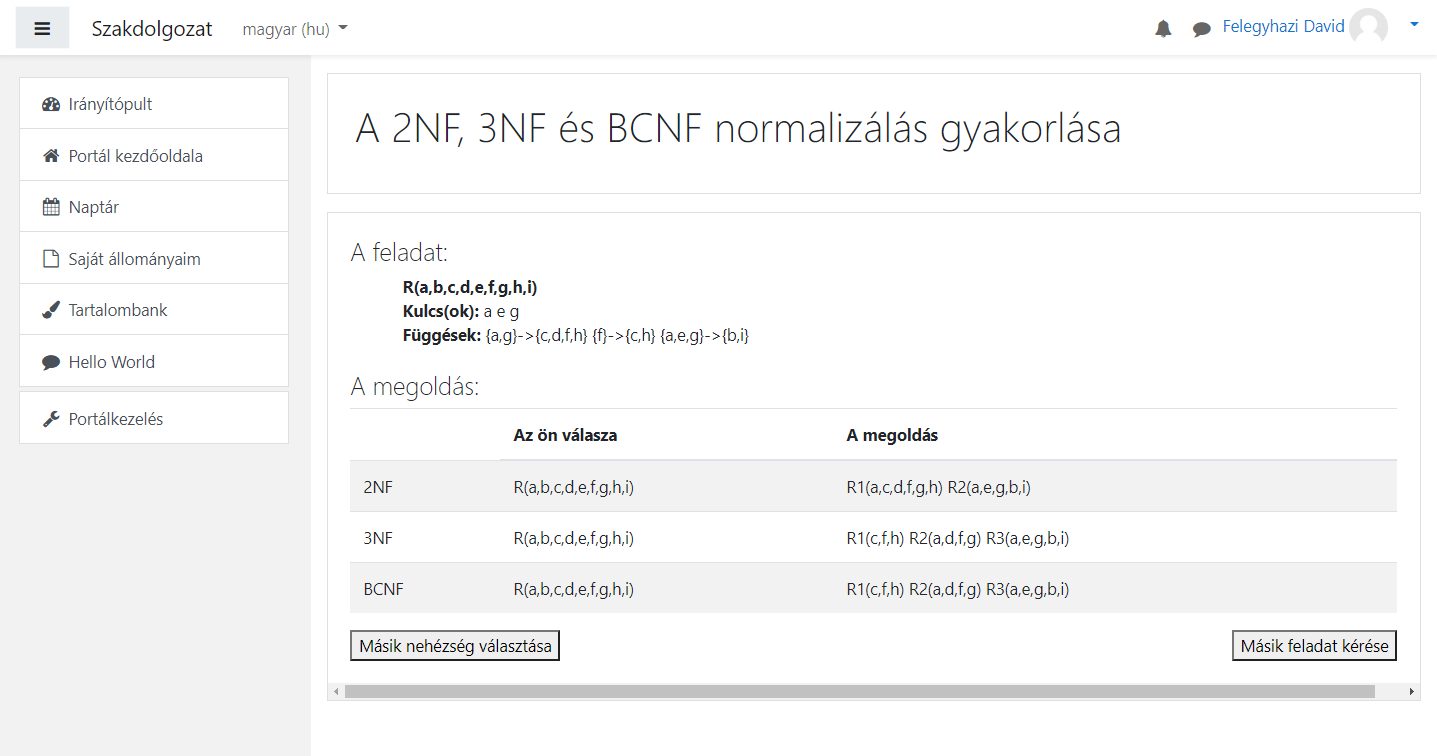 Szakdolgozat magyar (hu) Felegyhazi David
Irányítópult
Portál kezdőoldala
Naptár
Saját állományaim
Tartalombank
Hello World
Portálkezelés
A 2NF, 3NF és BCNF normalizálás gyakorlása
A feladat:
R(a,b,c,d,e,f,g,h,i)
Kulcs(ok): a e g
Függések: {a,g}->{c,d,f,h} {f}->{c,h} {a,e,g}->{b,i}
A megoldás:
Az ön válasza A megoldás
2NF R(a,b,c,d,e,f,g,h,i) R1(a,c,d,f,g,h) R2(a,e,g,b,i)
3NF R(a,b,c,d,e,f,g,h,i) R1(c,f,h) R2(a,d,f,g) R3(a,e,g,b,i)
BCNF R(a,b,c,d,e,f,g,h,i) R1(c,f,h) R2(a,d,f,g) R3(a,e,g,b,i)
Másik nehézség választása Másik feladat kérése